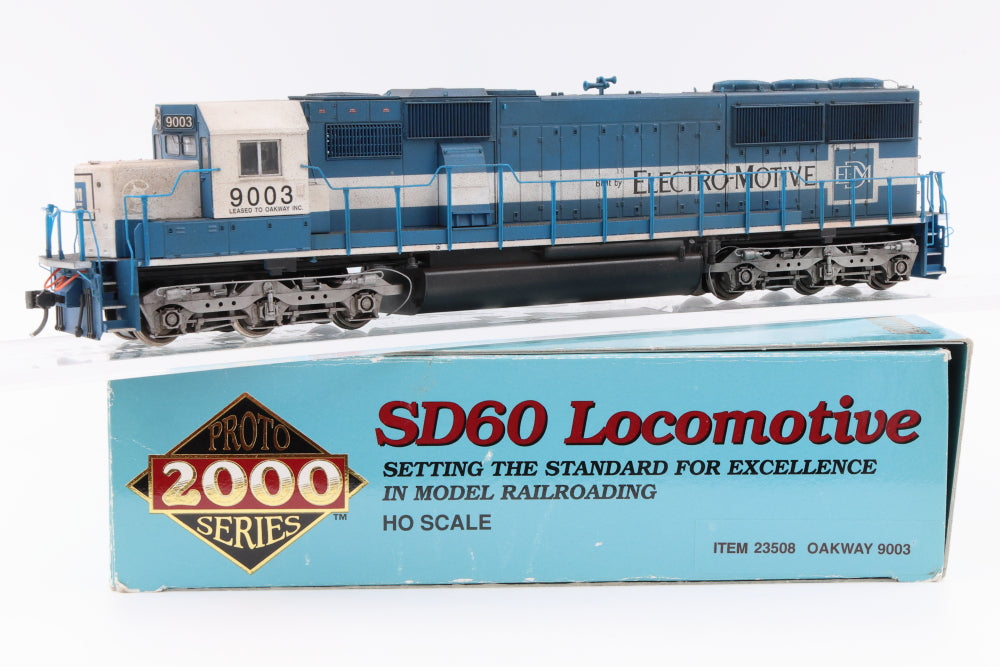 9003
9003
LEASED TO OAKWAY INC.
Built by ELECTRO-MOTIVE
EMD
PROTO
2000
SERIES
TM
SD60 Locomotive
SETTING THE STANDARD FOR EXCELLENCE
IN MODEL RAILROADING
HO SCALE
ITEM 23508 OAKWAY 9003